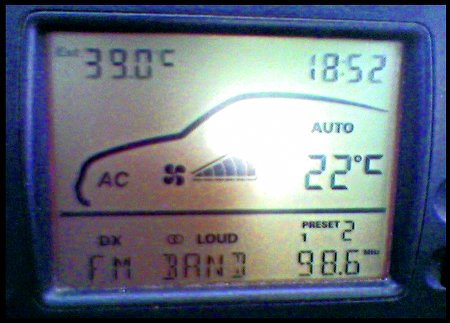 Ext 39.0°C 18:52
AUTO
AC 22°C
DX LOUD PRESET 2
1
FM BAND 98.6 MHz